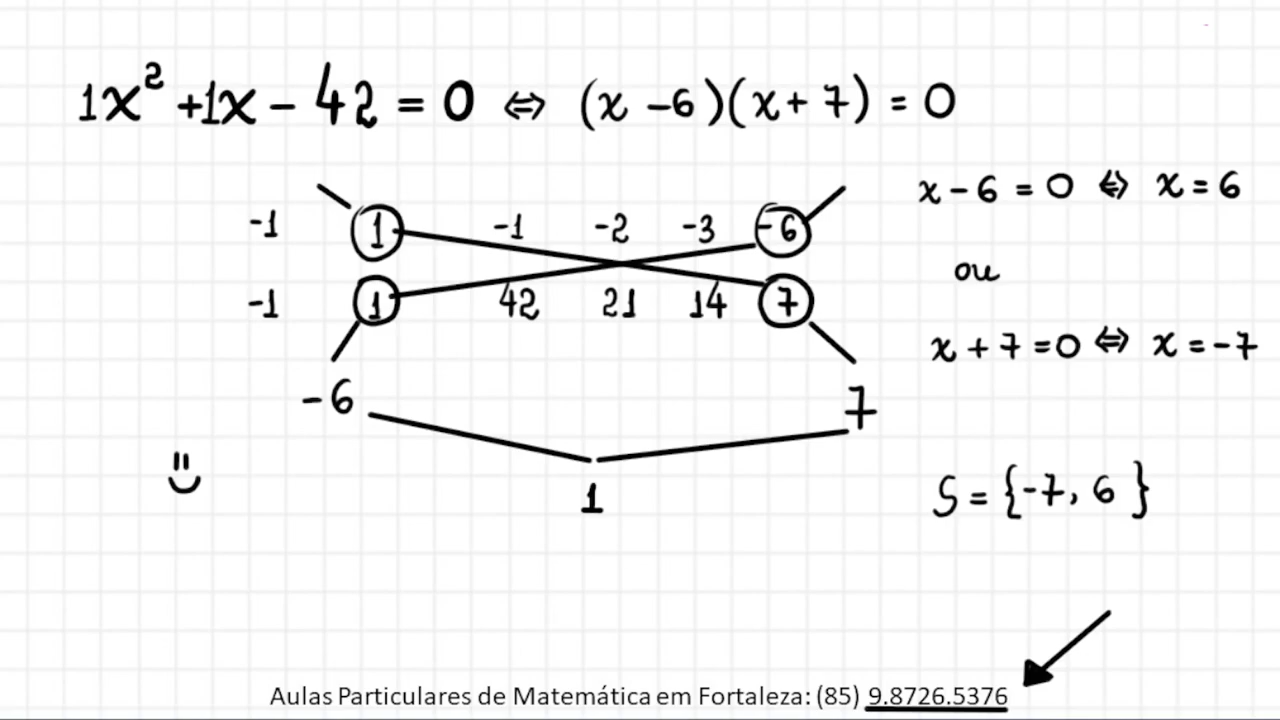 1x² +1x - 42 = 0 ⇔ (x - 6)(x + 7) = 0
x - 6 = 0 ⇔ x = 6
-1 1 -1 -2 -3 -6
ou
-1 1 42 21 14 7
x + 7 = 0 ⇔ x = -7
-6 7
1
S = {-7, 6}
Aulas Particulares de Matemática em Fortaleza: (85) 9.8726.5376